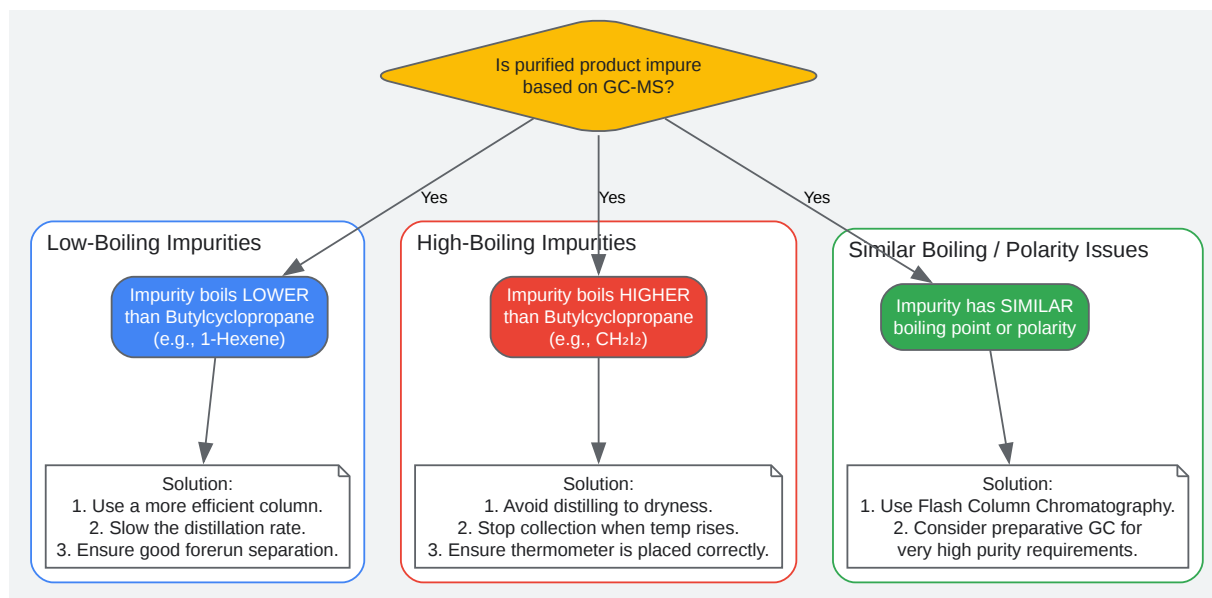 Is purified product impure
based on GC-MS?
Yes
Yes
Yes
Low-Boiling Impurities
Impurity boils LOWER
than Butylcyclopropane
(e.g., 1-Hexene)
Solution:
1. Use a more efficient column.
2. Slow the distillation rate.
3. Ensure good forerun separation.
High-Boiling Impurities
Impurity boils HIGHER
than Butylcyclopropane
(e.g., CH₂I₂)
Solution:
1. Avoid distilling to dryness.
2. Stop collection when temp rises.
3. Ensure thermometer is placed correctly.
Similar Boiling / Polarity Issues
Impurity has SIMILAR
boiling point or polarity
Solution:
1. Use Flash Column Chromatography.
2. Consider preparative GC for
very high purity requirements.